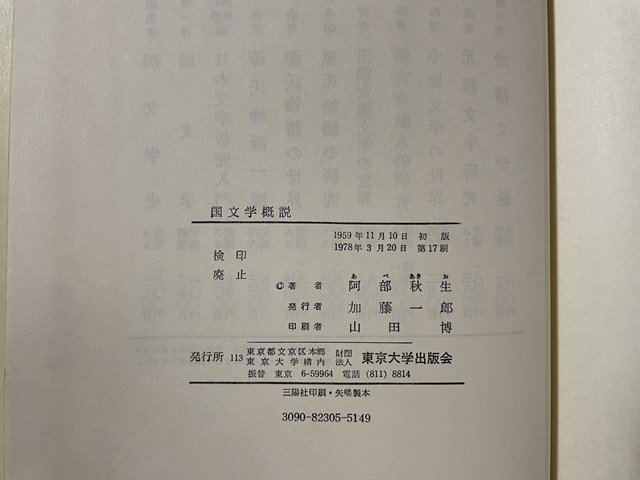 国文学概説
1959年11月10日 初版
1978年3月20日 第17刷
検印
廃止
あ べ あき お
©著者 阿部秋生
発行者 加藤一郎
印刷者 山田博
発行所 113 東京都文京区本郷 財団 東京大学出版会
東京大学構内 法人
振替 東京 6-59964 電話 (811) 8814
三陽社印刷・矢嶋製本
3090-82305-5149